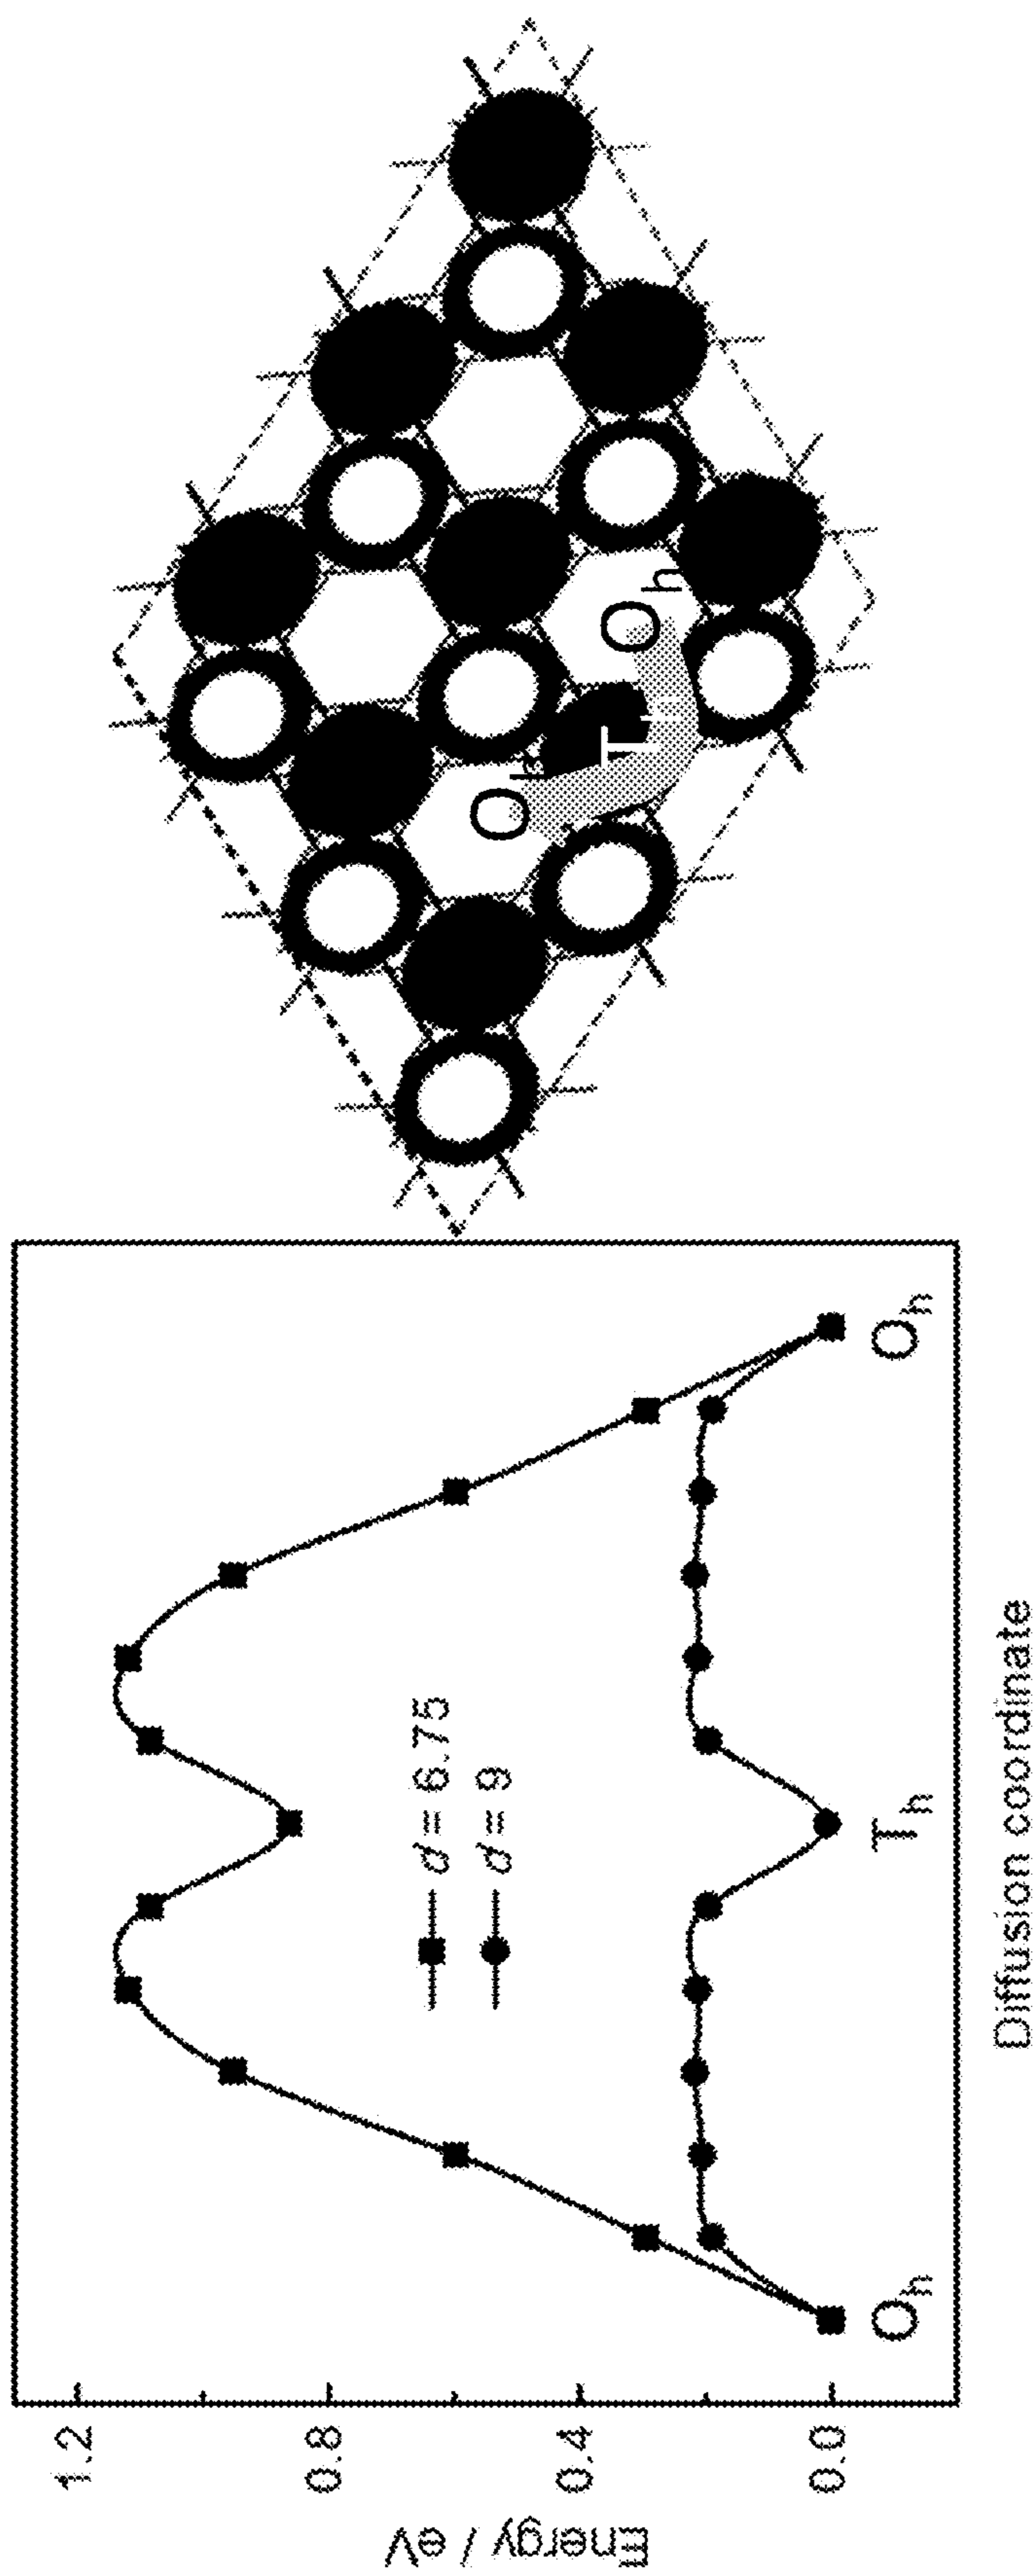 Energy / eV
1.2
0.8
0.4
0.0
d = 6.75
d = 9
Oh
Th
Oh
Diffusion coordinate
Oh
T
Oh